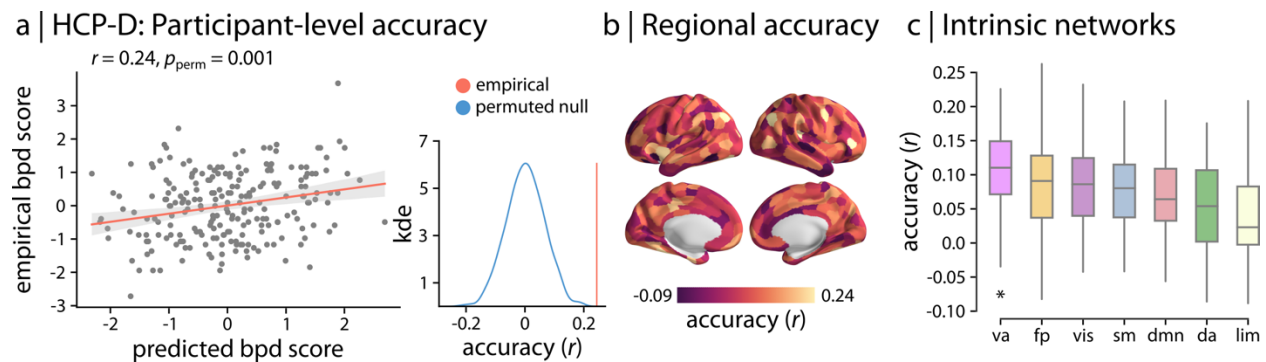 a | HCP-D: Participant-level accuracy
r = 0.24, pperm = 0.001
empirical bpd score
3
2
1
0
-1
-2
-3
-2
-1
0
1
2
predicted bpd score
empirical
permuted null
kde
7
5
3
1
-0.2
0
0.2
accuracy (r)
b | Regional accuracy
-0.09
0.24
accuracy (r)
c | Intrinsic networks
accuracy (r)
0.25
0.20
0.15
0.10
0.05
0.0
-0.05
-0.10
*
va
fp
vis
sm
dmn
da
lim